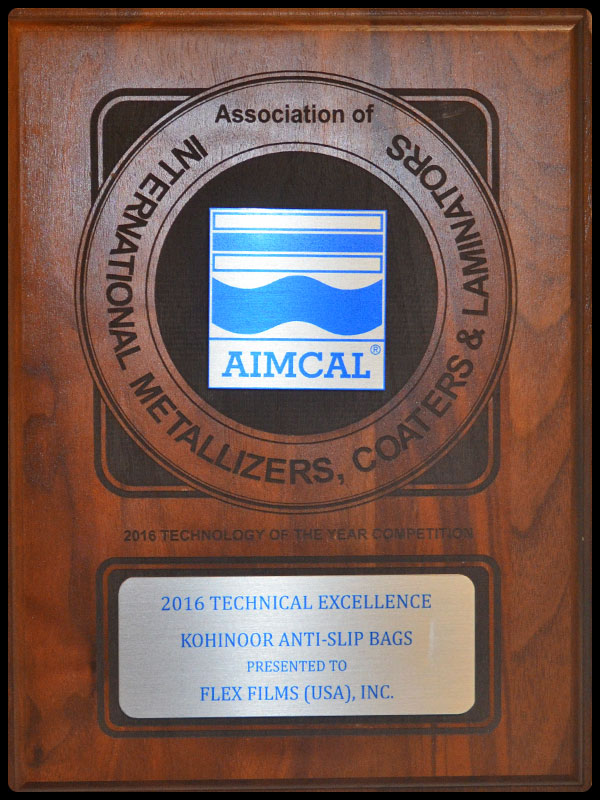 Association of
INTERNATIONAL METALLIZERS, COATERS & LAMINATORS
AIMCAL®
2016 TECHNOLOGY OF THE YEAR COMPETITION
2016 TECHNICAL EXCELLENCE
KOHINOOR ANTI-SLIP BAGS
PRESENTED TO
FLEX FILMS (USA), INC.